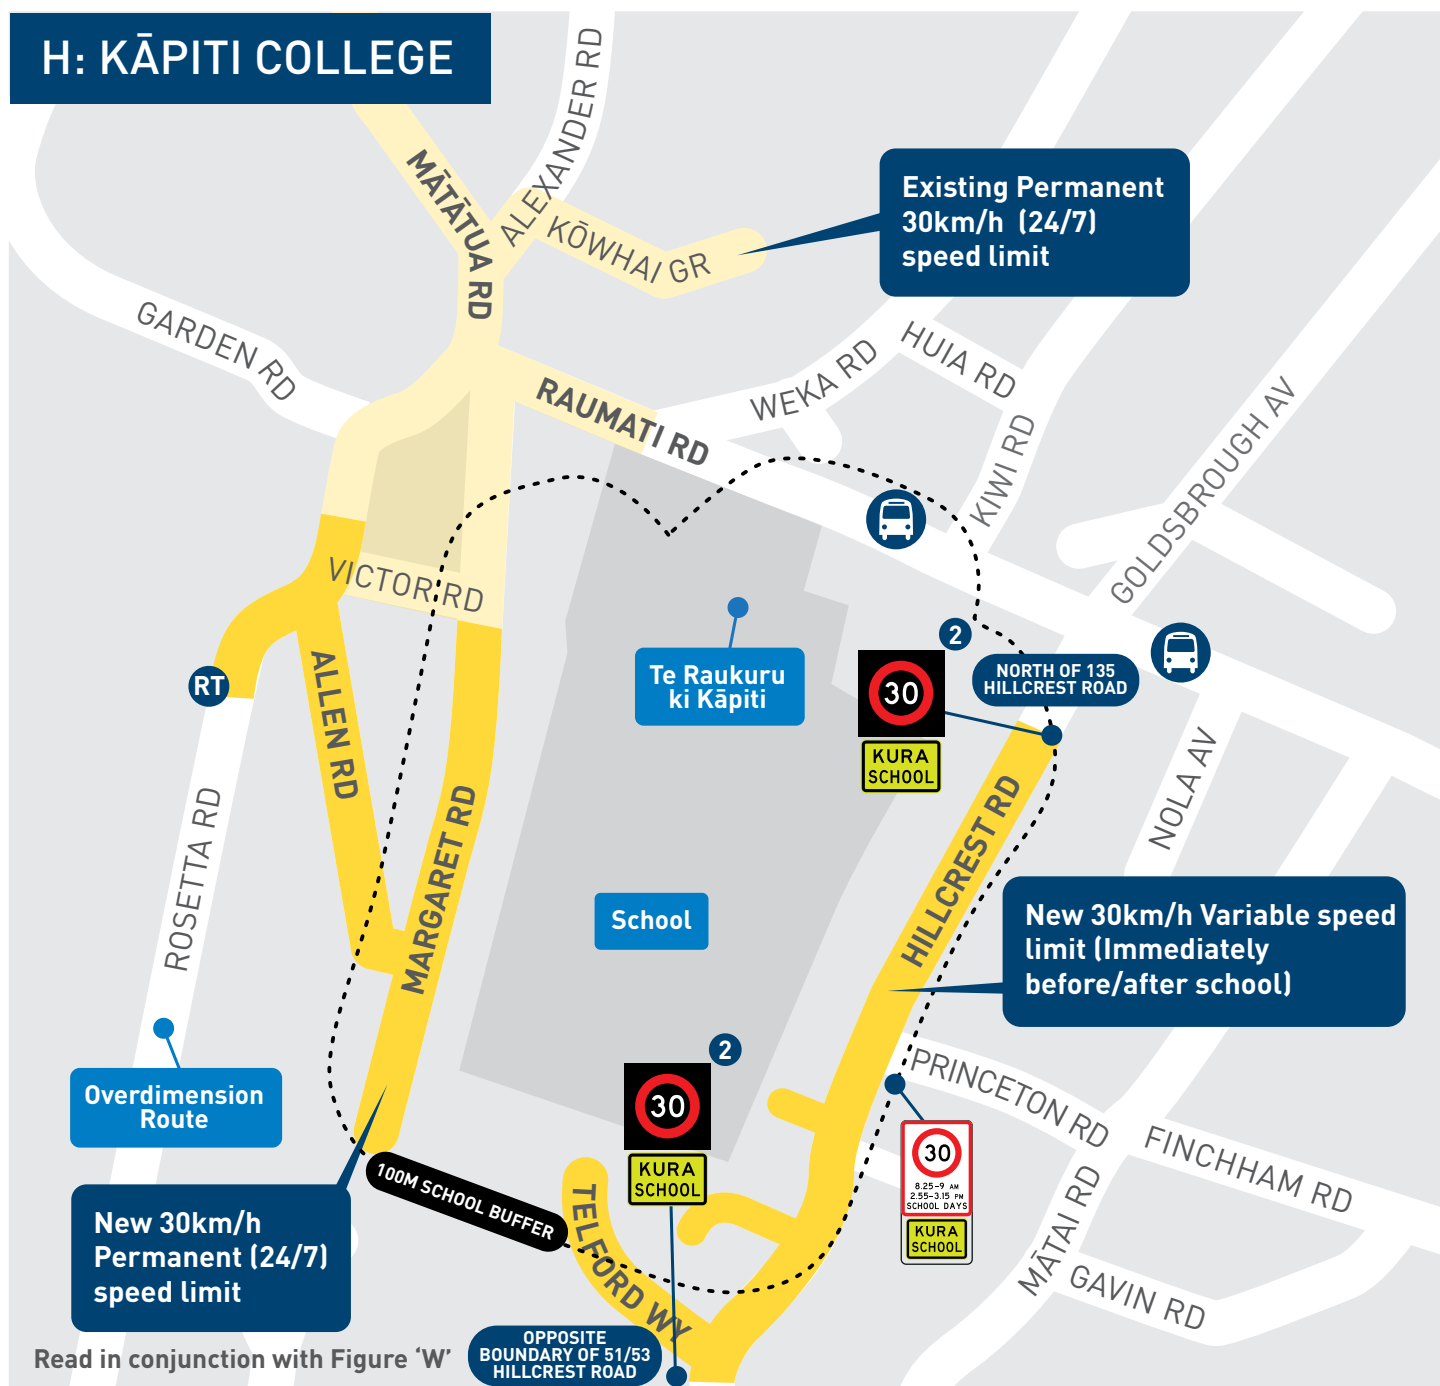 H: KĀPITI COLLEGE
ALEXANDER RD
MĀTĀTUA RD
KŌWHAI GR
Existing Permanent
30km/h (24/7)
speed limit
GARDEN RD
RAUMATI RD
WEKA RD
HUIA RD
KIWI RD
GOLDSBROUGH AV
VICTOR RD
RT
ALLEN RD
Te Raukuru
ki Kāpiti
2
30
KURA
SCHOOL
NORTH OF 135
HILLCREST ROAD
NOLA AV
ROSETTA RD
MARGARET RD
HILLCREST RD
School
New 30km/h Variable speed
limit (Immediately
before/after school)
Overdimension
Route
2
30
KURA
SCHOOL
PRINCETON RD
30
8.25–9 AM
2.55–3.15 PM
SCHOOL DAYS
KURA
SCHOOL
FINCHHAM RD
MĀTAI RD
GAVIN RD
100M SCHOOL BUFFER
TELFORD WY
New 30km/h
Permanent (24/7)
speed limit
OPPOSITE
BOUNDARY OF 51/53
HILLCREST ROAD
Read in conjunction with Figure ‘W’